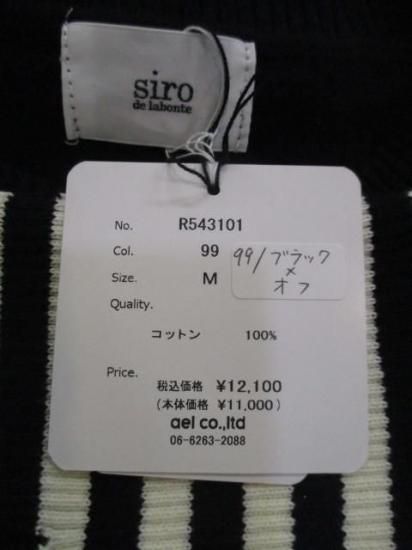 siro
de labonte
No. R543101
Col. 99
99/ブラック
×
オフ
Size. M
Quality.
コットン 100%
Price.
税込価格 ¥12,100
(本体価格 ¥11,000)
ael co.,ltd
06-6263-2088